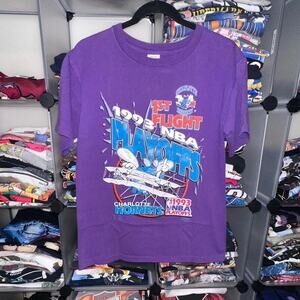 1ST
FLIGHT
1993 NBA
PLAYOFFS
CHARLOTTE
HORNETS
1993
NBA
PLAYOFFS